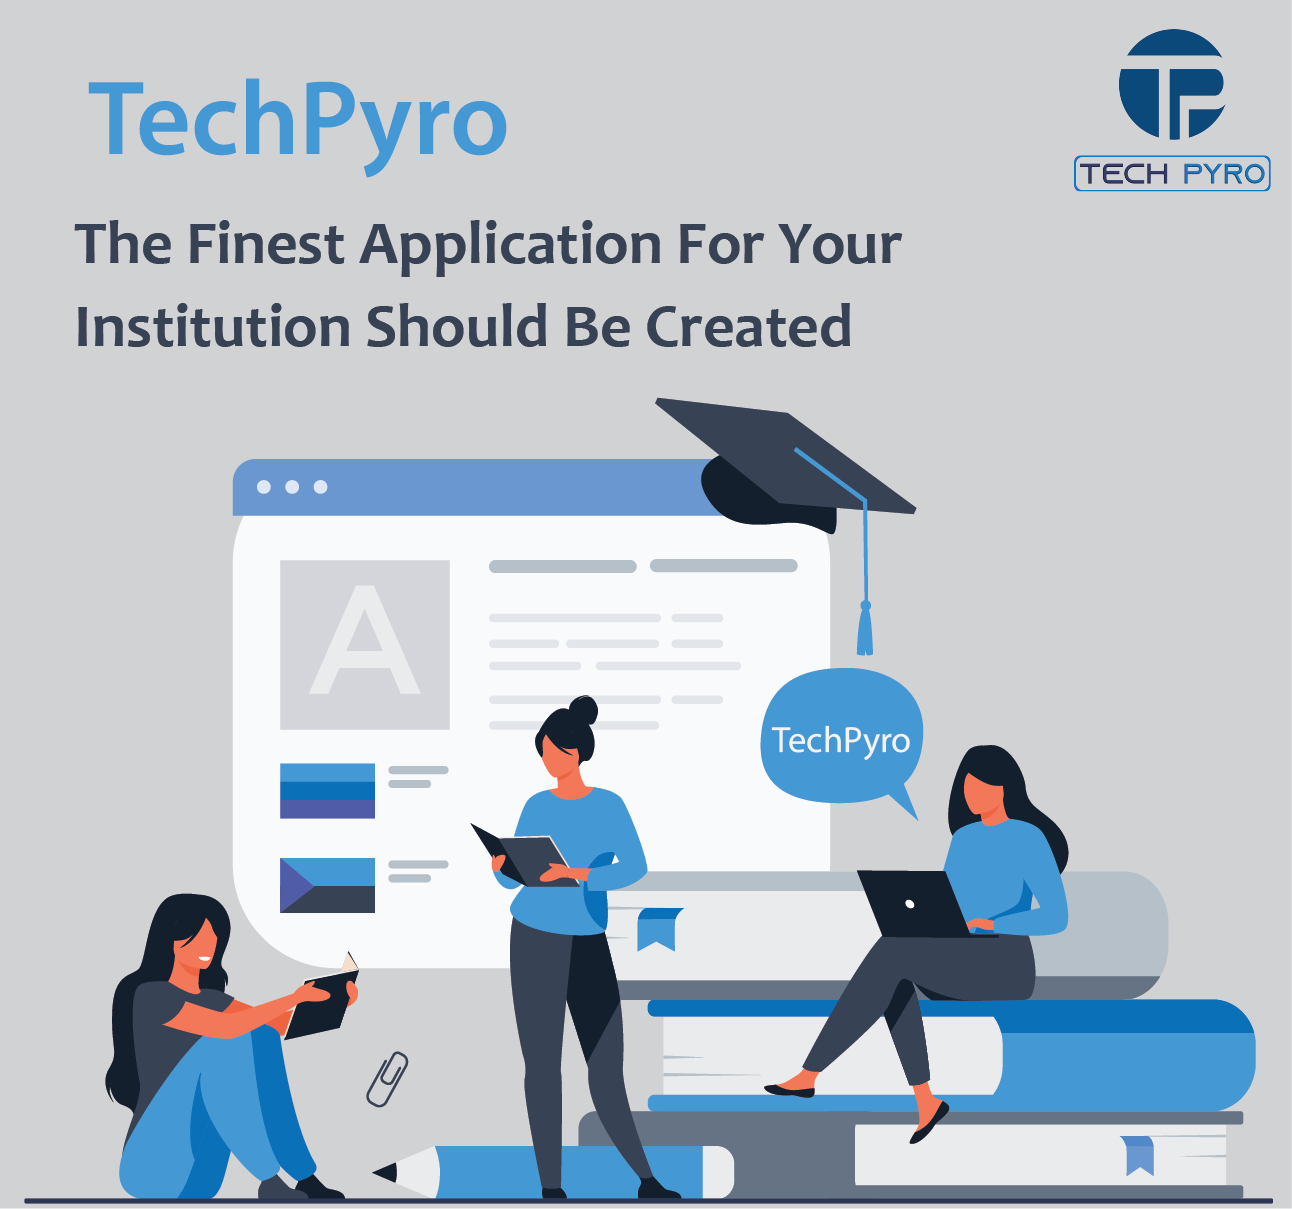 TechPyro
TECH PYRO
The Finest Application For Your
Institution Should Be Created
A
TechPyro